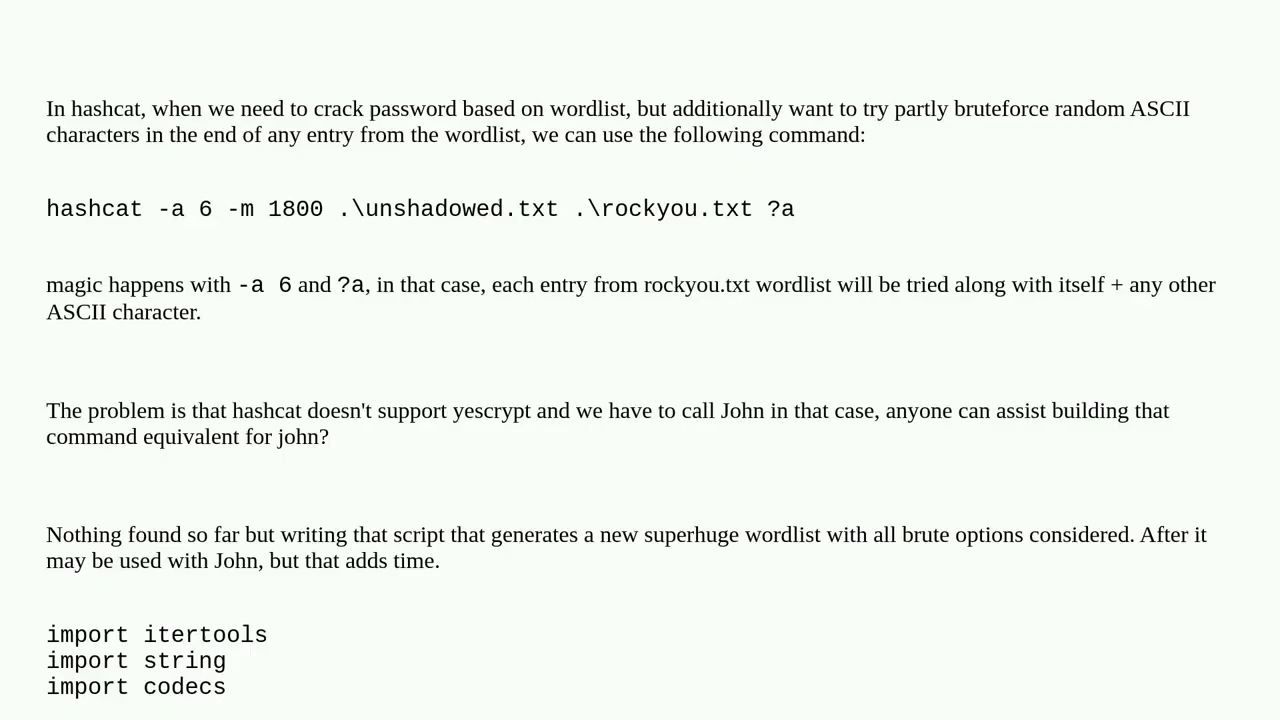 In hashcat, when we need to crack password based on wordlist, but additionally want to try partly bruteforce random ASCII
characters in the end of any entry from the wordlist, we can use the following command:
hashcat -a 6 -m 1800 .\unshadowed.txt .\rockyou.txt ?a
magic happens with -a 6 and ?a, in that case, each entry from rockyou.txt wordlist will be tried along with itself + any other
ASCII character.
The problem is that hashcat doesn't support yescrypt and we have to call John in that case, anyone can assist building that
command equivalent for john?
Nothing found so far but writing that script that generates a new superhuge wordlist with all brute options considered. After it
may be used with John, but that adds time.
import itertools
import string
import codecs